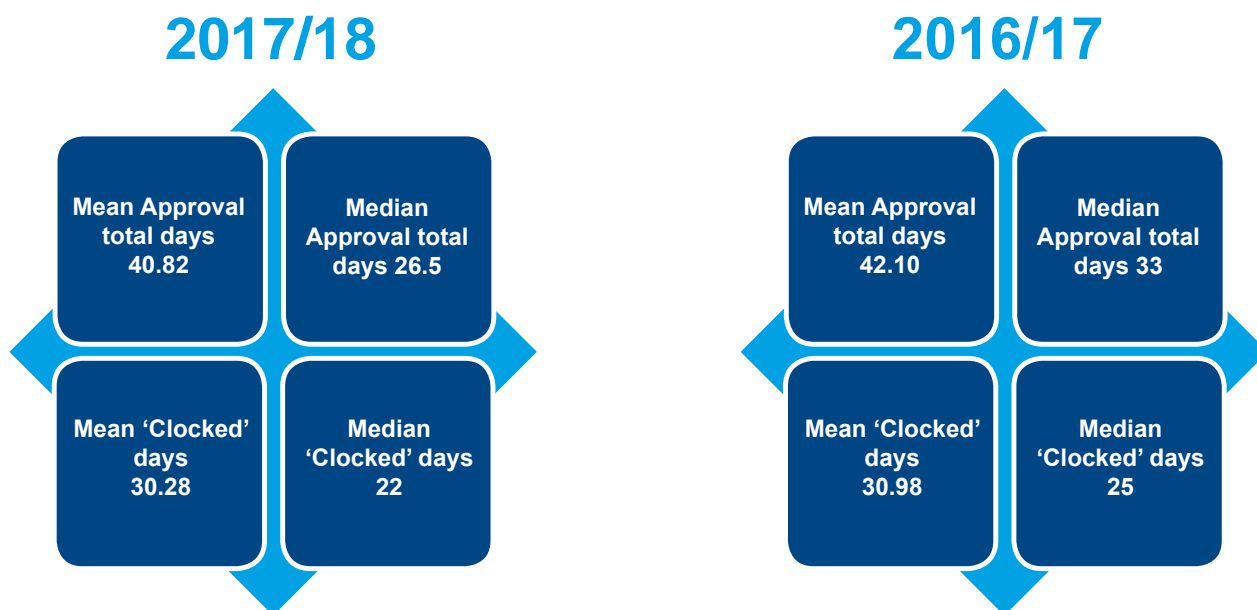 2017/18
Mean Approval
total days
40.82
Median
Approval total
days 26.5
Mean ‘Clocked’
days
30.28
Median
‘Clocked’ days
22
2016/17
Mean Approval
total days
42.10
Median
Approval total
days 33
Mean ‘Clocked’
days
30.98
Median
‘Clocked’ days
25